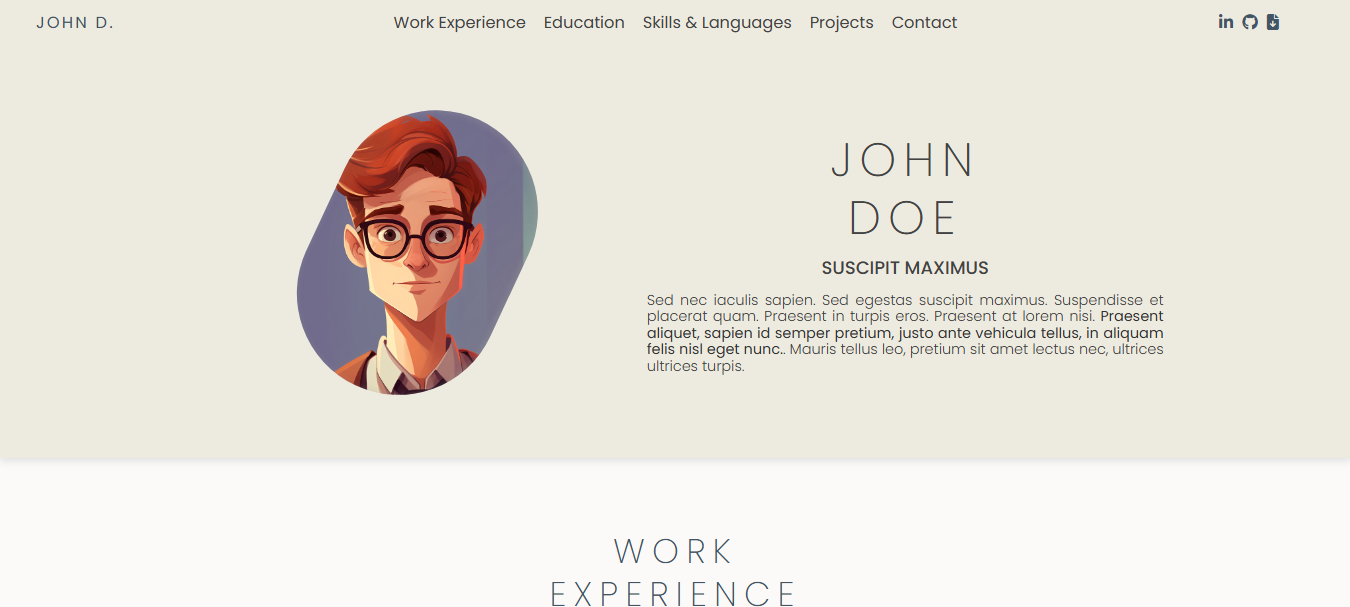 JOHN D.
Work Experience Education Skills & Languages Projects Contact
in
JOHN
DOE
SUSCIPIT MAXIMUS
Sed nec iaculis sapien. Sed egestas suscipit maximus. Suspendisse et
placerat quam. Praesent in turpis eros. Praesent at lorem nisi. Praesent
aliquet, sapien id semper pretium, justo ante vehicula tellus, in aliquam
felis nisl eget nunc.. Mauris tellus leo, pretium sit amet lectus nec, ultrices
ultrices turpis.
WORK
EXPERIENCE